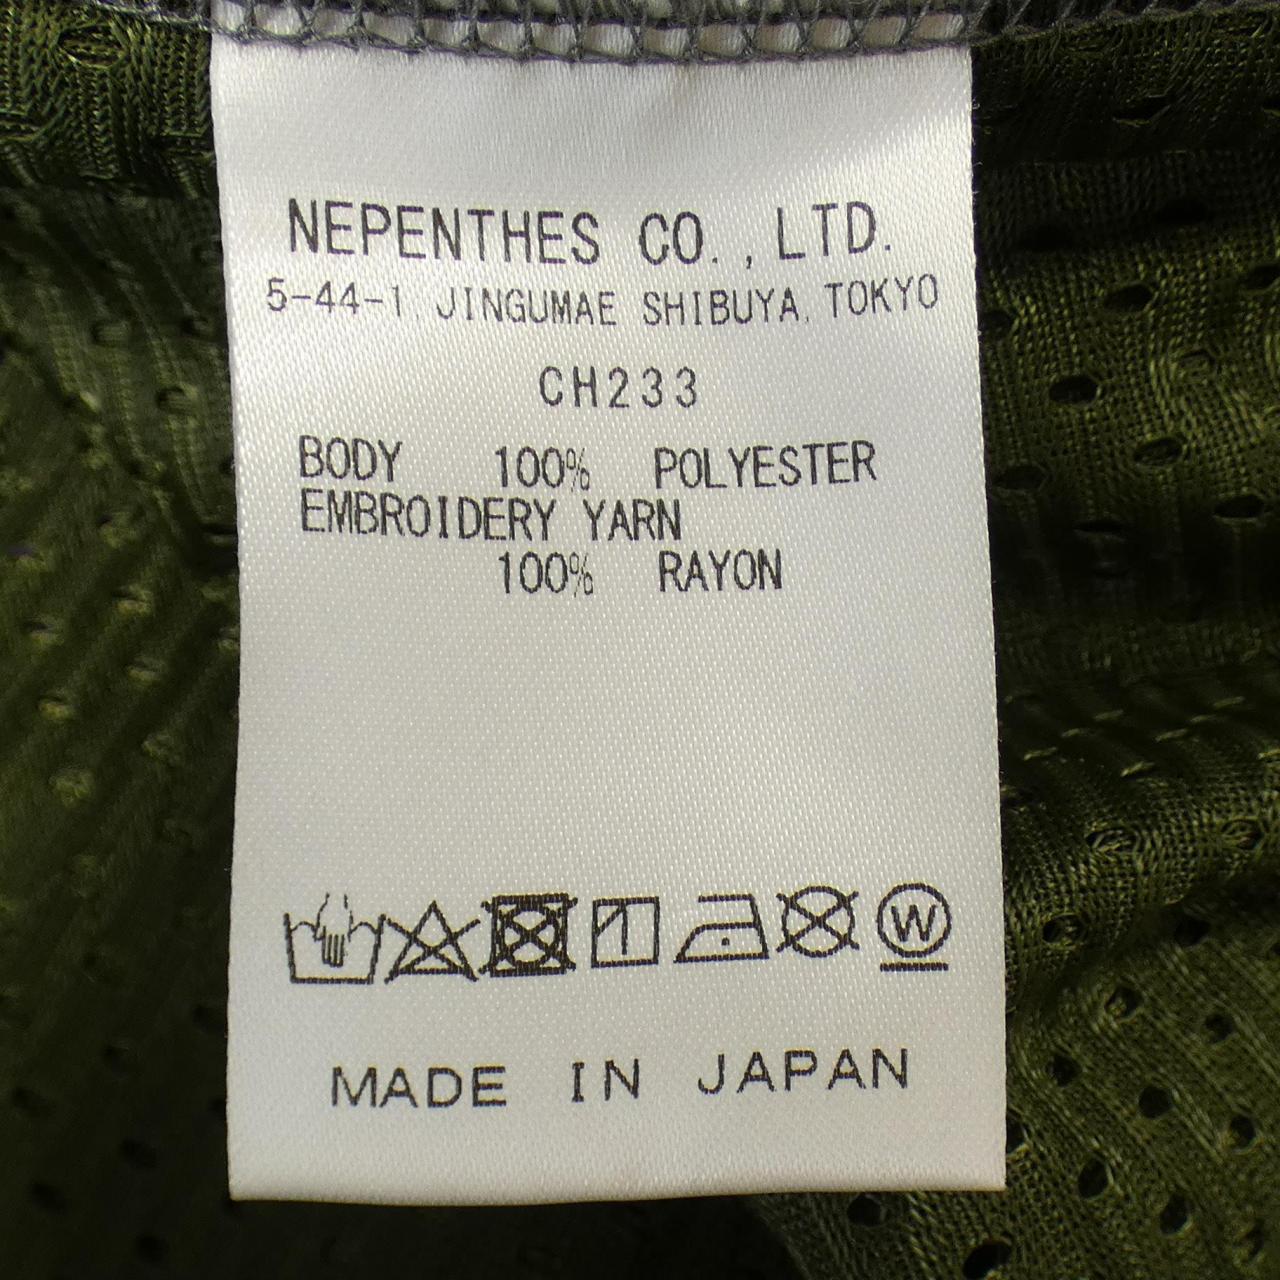 NEPENTHES CO., LTD.
5-44-1, JINGUMAE SHIBUYA, TOKYO
CH233
BODY 100% POLYESTER
EMBROIDERY YARN
100% RAYON
W
MADE IN JAPAN